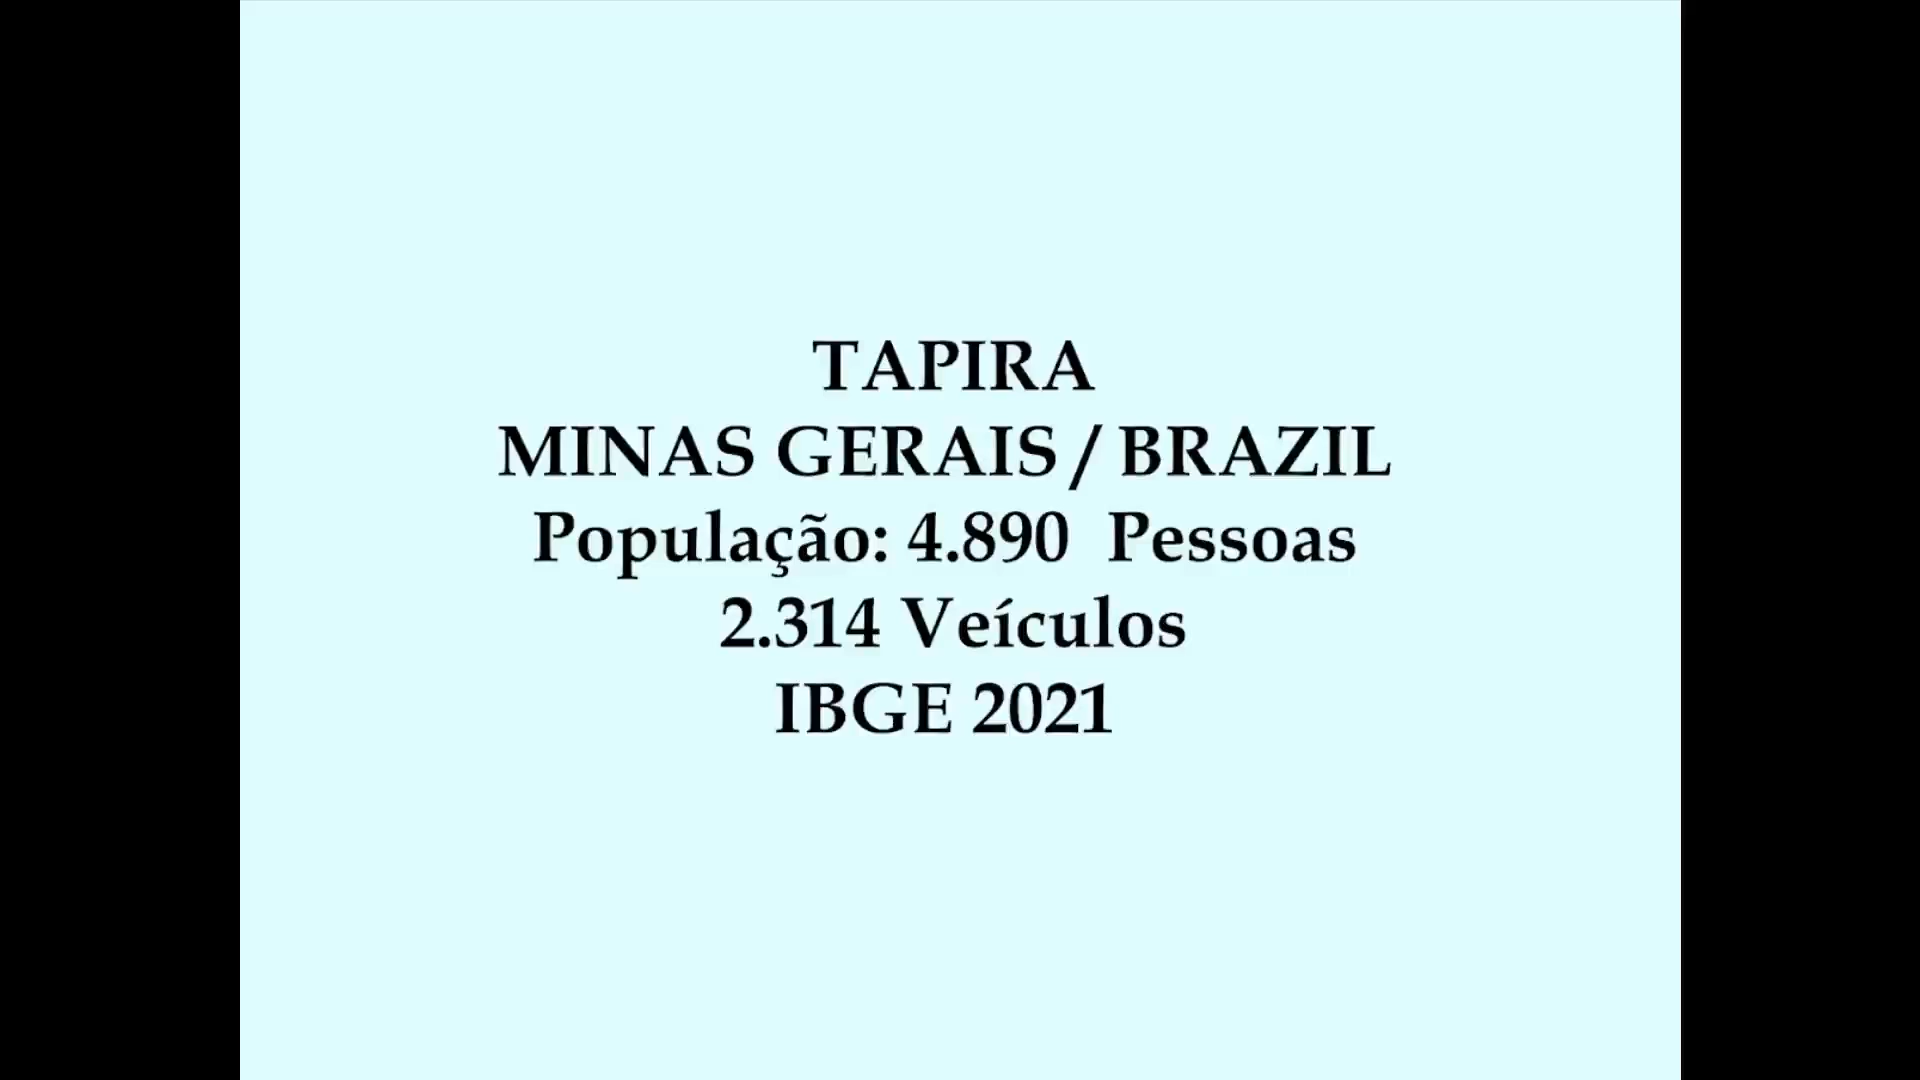 TAPIRA
MINAS GERAIS / BRAZIL
População: 4.890 Pessoas
2.314 Veículos
IBGE 2021